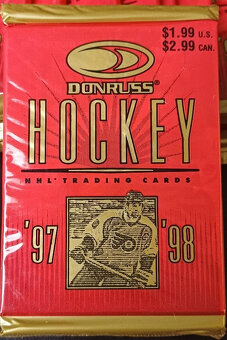 $1.99 U.S.
$2.99 CAN.
DONRUSS®
HOCKEY
NHL* TRADING CARDS
'97 '98